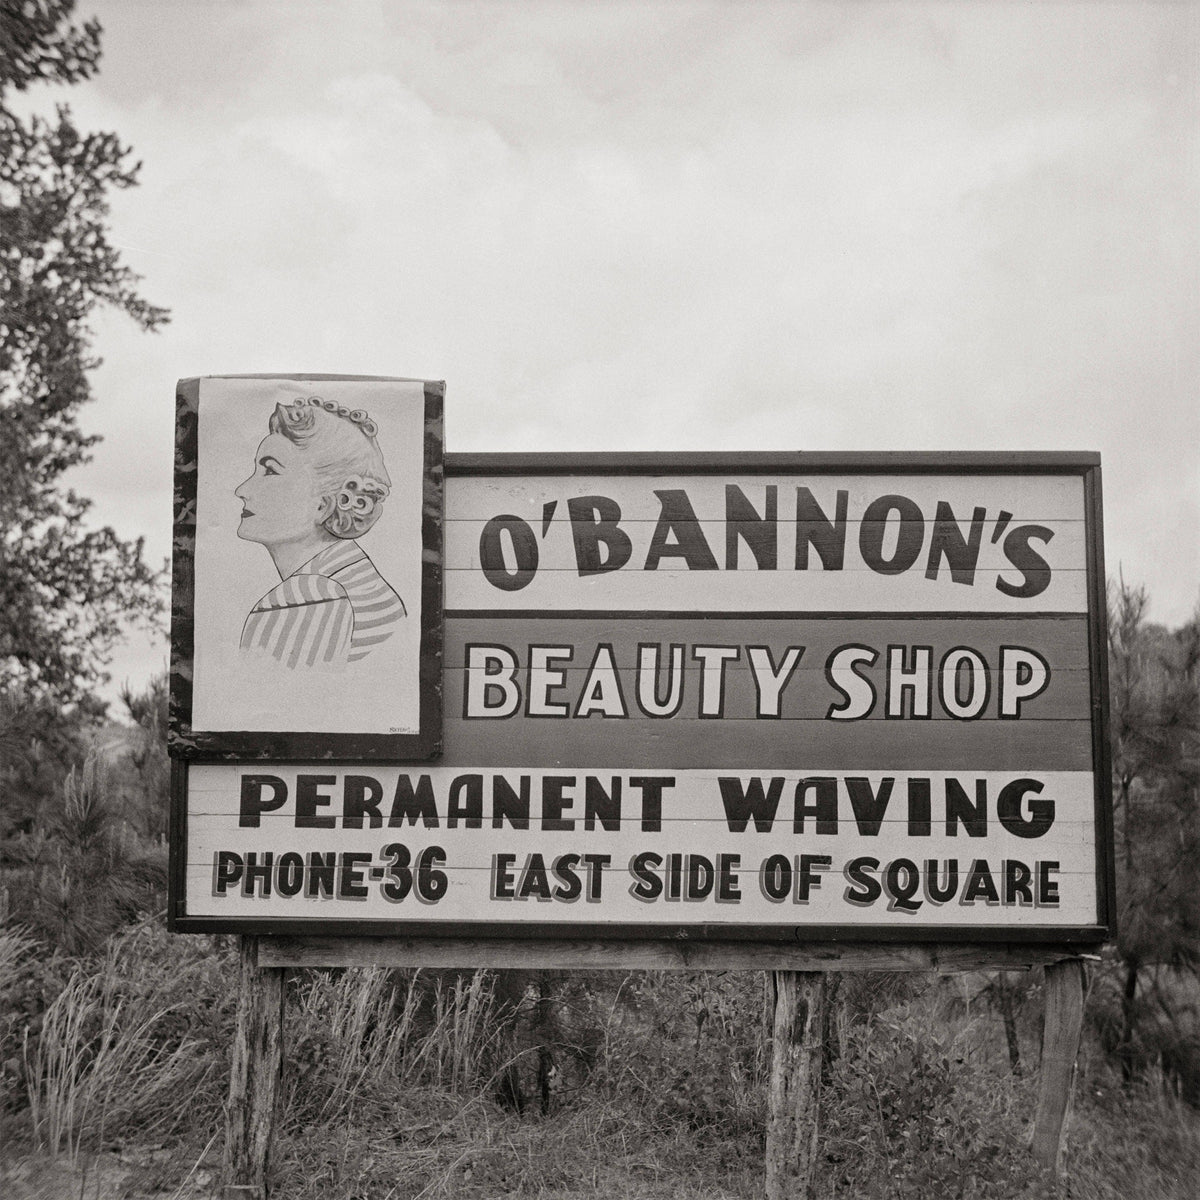 O'BANNON'S
BEAUTY SHOP
PERMANENT WAVING
PHONE-36 EAST SIDE OF SQUARE